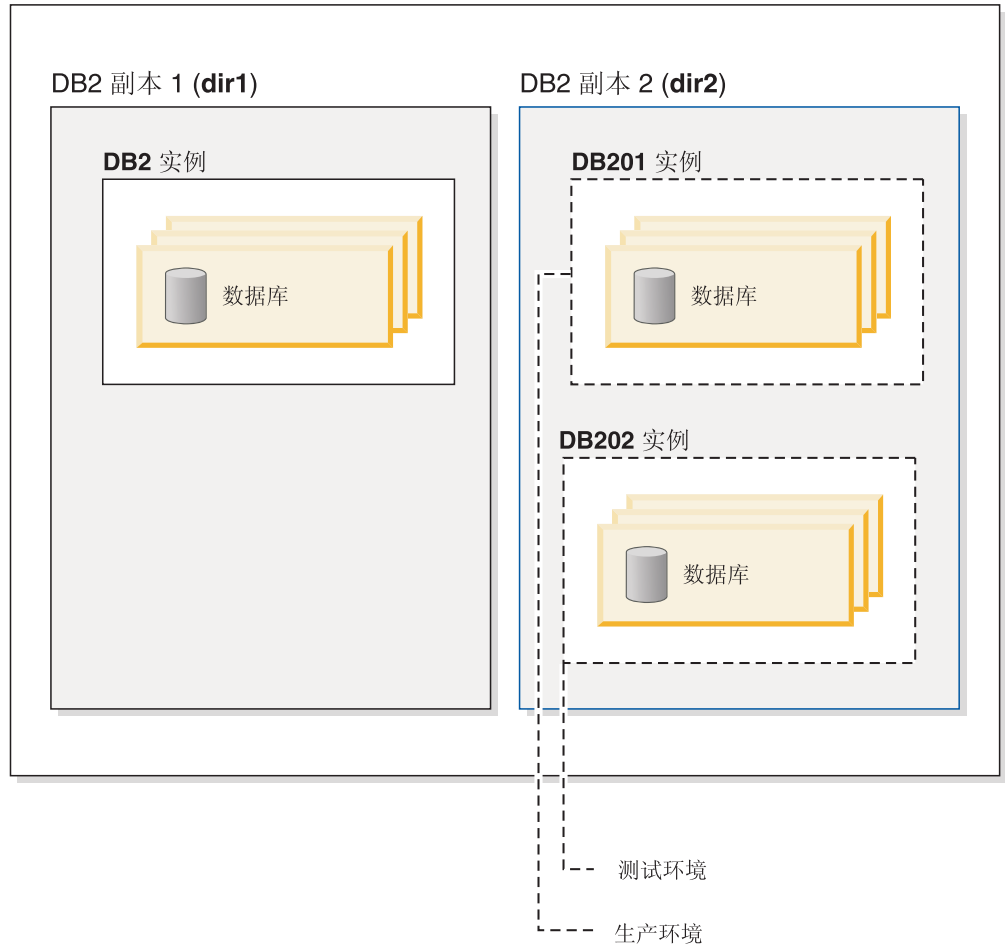 DB2 副本 1 (dir1)
DB2 实例
数据库
DB2 副本 2 (dir2)
DB201 实例
数据库
DB202 实例
数据库
测试环境
生产环境